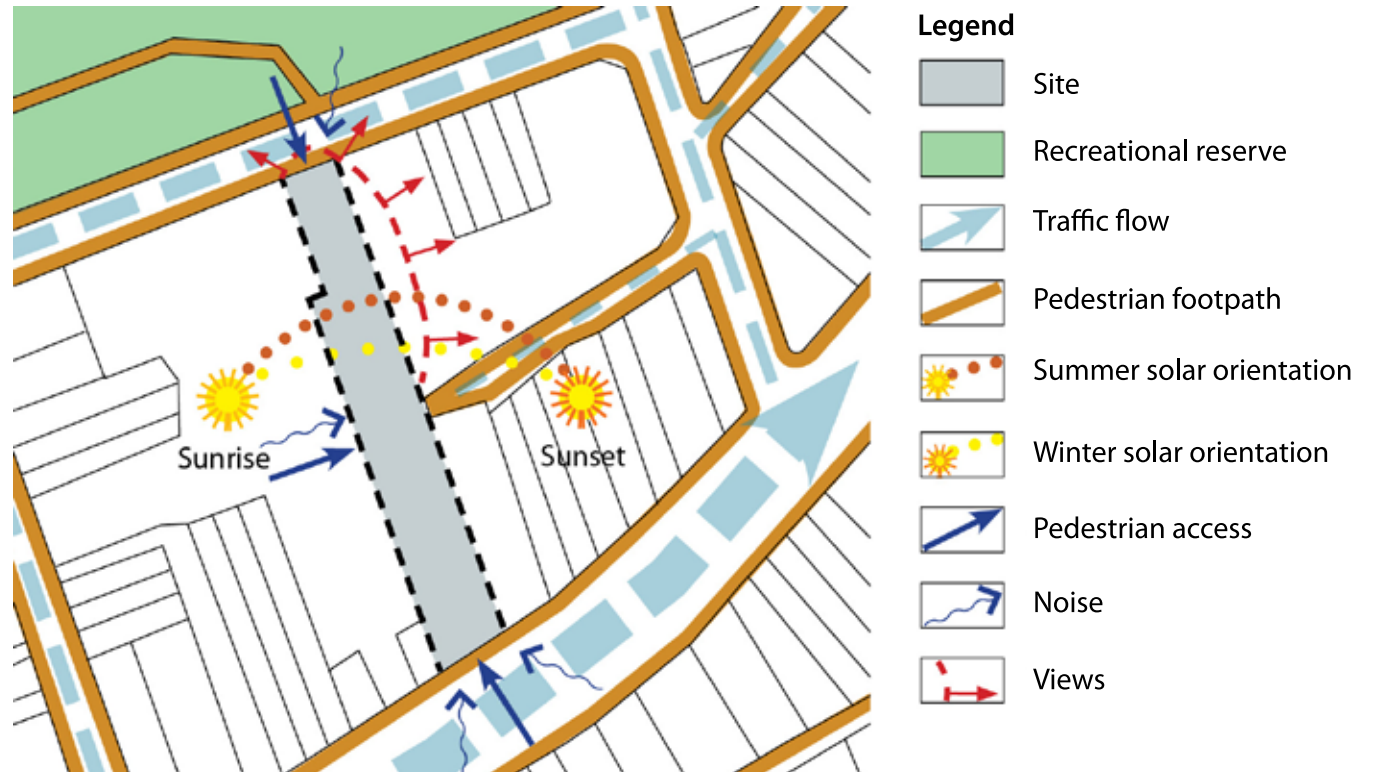 Legend
Site
Recreational reserve
Traffic flow
Pedestrian footpath
Summer solar orientation
Winter solar orientation
Pedestrian access
Noise
Views
Sunrise
Sunset